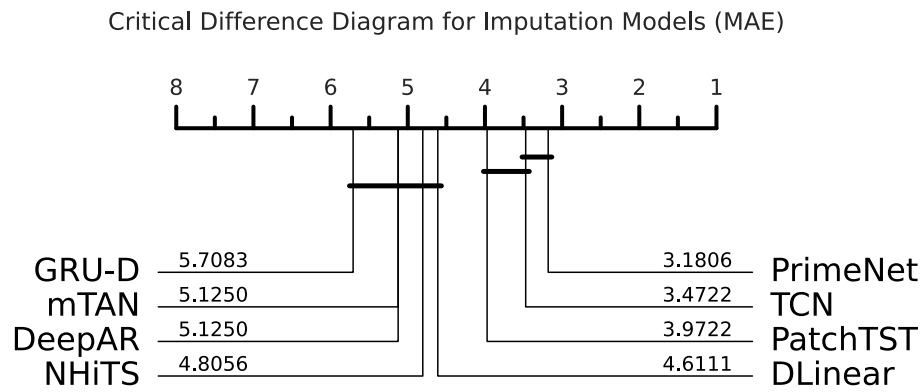 Critical Difference Diagram for Imputation Models (MAE)
8 7 6 5 4 3 2 1
GRU-D 5.7083 3.1806 PrimeNet
mTAN 5.1250 3.4722 TCN
DeepAR 5.1250 3.9722 PatchTST
NHiTS 4.8056 4.6111 DLinear